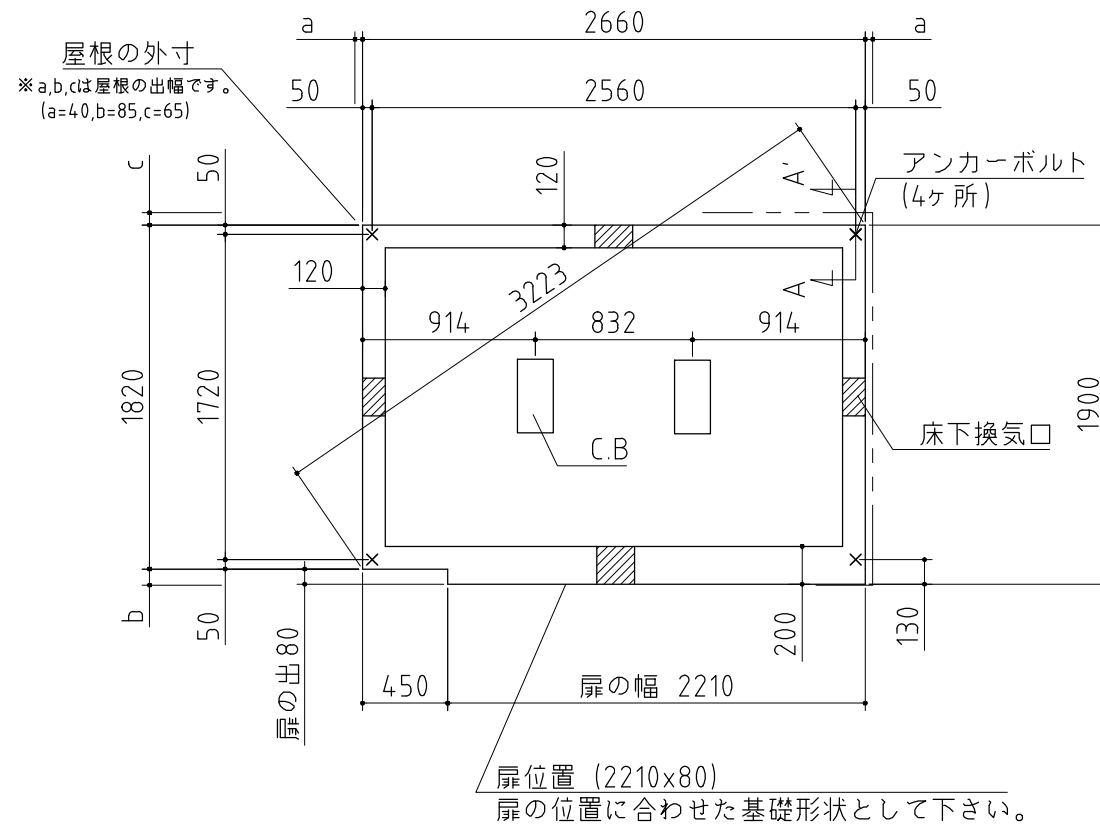 a
2660
a
屋根の外寸
※a,b,cは屋根の出幅です。
(a=40,b=85,c=65)
50
2560
50
c
50
120
A'
アンカーボルト
(4ヶ所)
120
3223
A
914
832
914
1820
1720
1900
C.B
床下換気口
b
50
扉の出80
200
130
450
扉の幅 2210
扉位置 (2210x80)
扉の位置に合わせた基礎形状として下さい。